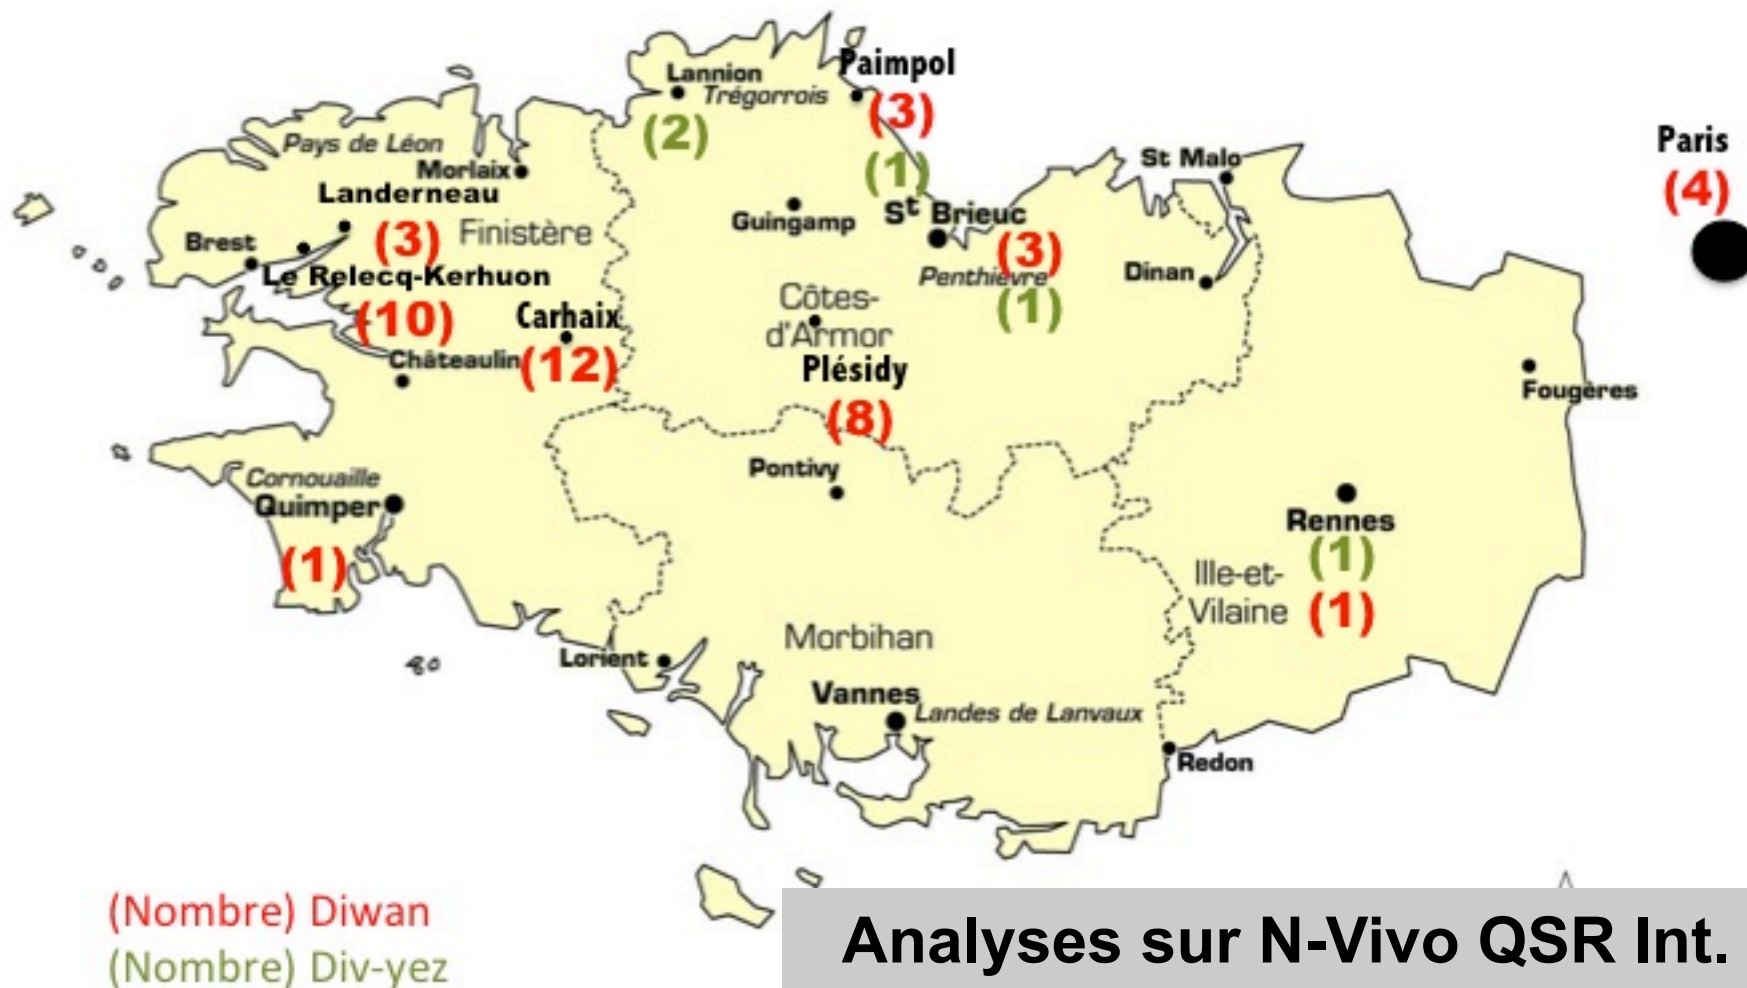 Paimpol
Lannion
Trégorrois
(3)
(2)
Paris
(4)
Pays de Léon
Morlaix
(1)
St Malo
Landerneau
Guingamp
St Brieuc
Brest
(3)
Finistère
(3)
Penthièvre
Dinan
Le Relecq-Kerhuon
(10)
Carhaix
Côtes-
d'Armor
(1)
Châteaulin
(12)
Plésidy
(8)
Fougères
Pontivy
Cornouaille
Quimper
Rennes
(1)
(1)
Ille-et-
Vilaine
(1)
Morbihan
Lorient
Vannes
Landes de Lanvaux
Redon
(Nombre) Diwan
(Nombre) Div-yez
Analyses sur N-Vivo QSR Int.